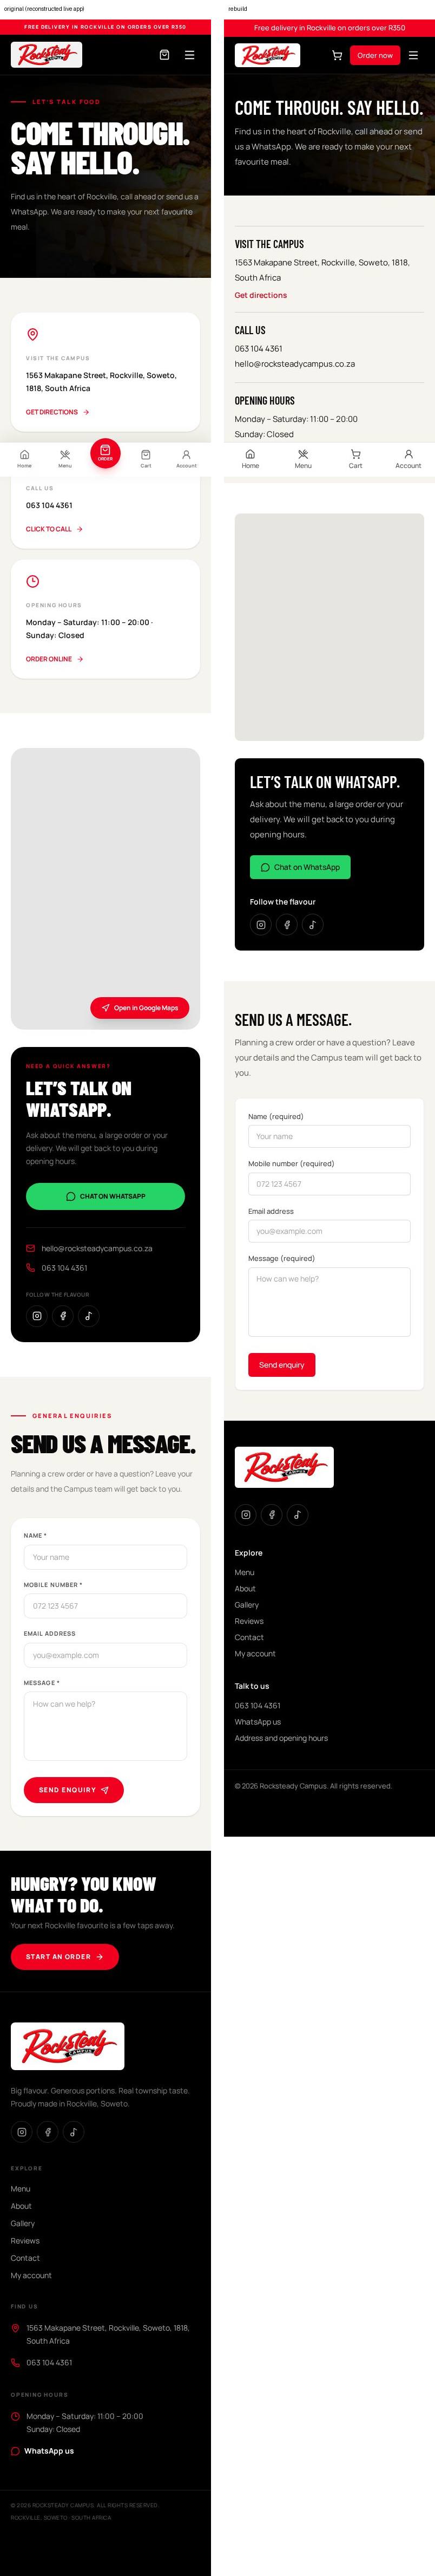 original (reconstructed live app)
FREE DELIVERY IN ROCKVILLE ON ORDERS OVER R350
Rocksteady
CAMPUS
LET'S TALK FOOD
COME THROUGH.
SAY HELLO.
Find us in the heart of Rockville, call ahead or send us a
WhatsApp. We are ready to make your next favourite
meal.
VISIT THE CAMPUS
1563 Makapane Street, Rockville, Soweto,
1818, South Africa
GET DIRECTIONS
Home
Menu
ORDER
Cart
Account
CALL US
063 104 4361
CLICK TO CALL
OPENING HOURS
Monday – Saturday: 11:00 – 20:00 ·
Sunday: Closed
ORDER ONLINE
Open in Google Maps
NEED A QUICK ANSWER?
LET'S TALK ON
WHATSAPP.
Ask about the menu, a large order or your
delivery. We will get back to you during
opening hours.
CHAT ON WHATSAPP
hello@rocksteadycampus.co.za
063 104 4361
FOLLOW THE FLAVOUR
GENERAL ENQUIRIES
SEND US A MESSAGE.
Planning a crew order or have a question? Leave your
details and the Campus team will get back to you.
NAME *
Your name
MOBILE NUMBER *
072 123 4567
EMAIL ADDRESS
you@example.com
MESSAGE *
How can we help?
SEND ENQUIRY
HUNGRY? YOU KNOW
WHAT TO DO.
Your next Rockville favourite is a few taps away.
START AN ORDER
Rocksteady
CAMPUS
Big flavour. Generous portions. Real township taste.
Proudly made in Rockville, Soweto.
EXPLORE
Menu
About
Gallery
Reviews
Contact
My account
FIND US
1563 Makapane Street, Rockville, Soweto, 1818,
South Africa
063 104 4361
OPENING HOURS
Monday – Saturday: 11:00 – 20:00
Sunday: Closed
WhatsApp us
© 2026 ROCKSTEADY CAMPUS. ALL RIGHTS RESERVED.
ROCKVILLE, SOWETO · SOUTH AFRICA
rebuild
Free delivery in Rockville on orders over R350
Rocksteady
CAMPUS
Order now
COME THROUGH. SAY HELLO.
Find us in the heart of Rockville, call ahead or send
us a WhatsApp. We are ready to make your next
favourite meal.
VISIT THE CAMPUS
1563 Makapane Street, Rockville, Soweto, 1818,
South Africa
Get directions
CALL US
063 104 4361
hello@rocksteadycampus.co.za
OPENING HOURS
Monday – Saturday: 11:00 – 20:00
Sunday: Closed
Home
Menu
Cart
Account
LET'S TALK ON WHATSAPP.
Ask about the menu, a large order or your
delivery. We will get back to you during
opening hours.
Chat on WhatsApp
Follow the flavour
SEND US A MESSAGE.
Planning a crew order or have a question? Leave
your details and the Campus team will get back to
you.
Name (required)
Your name
Mobile number (required)
072 123 4567
Email address
you@example.com
Message (required)
How can we help?
Send enquiry
Rocksteady
CAMPUS
Explore
Menu
About
Gallery
Reviews
Contact
My account
Talk to us
063 104 4361
WhatsApp us
Address and opening hours
© 2026 Rocksteady Campus. All rights reserved.